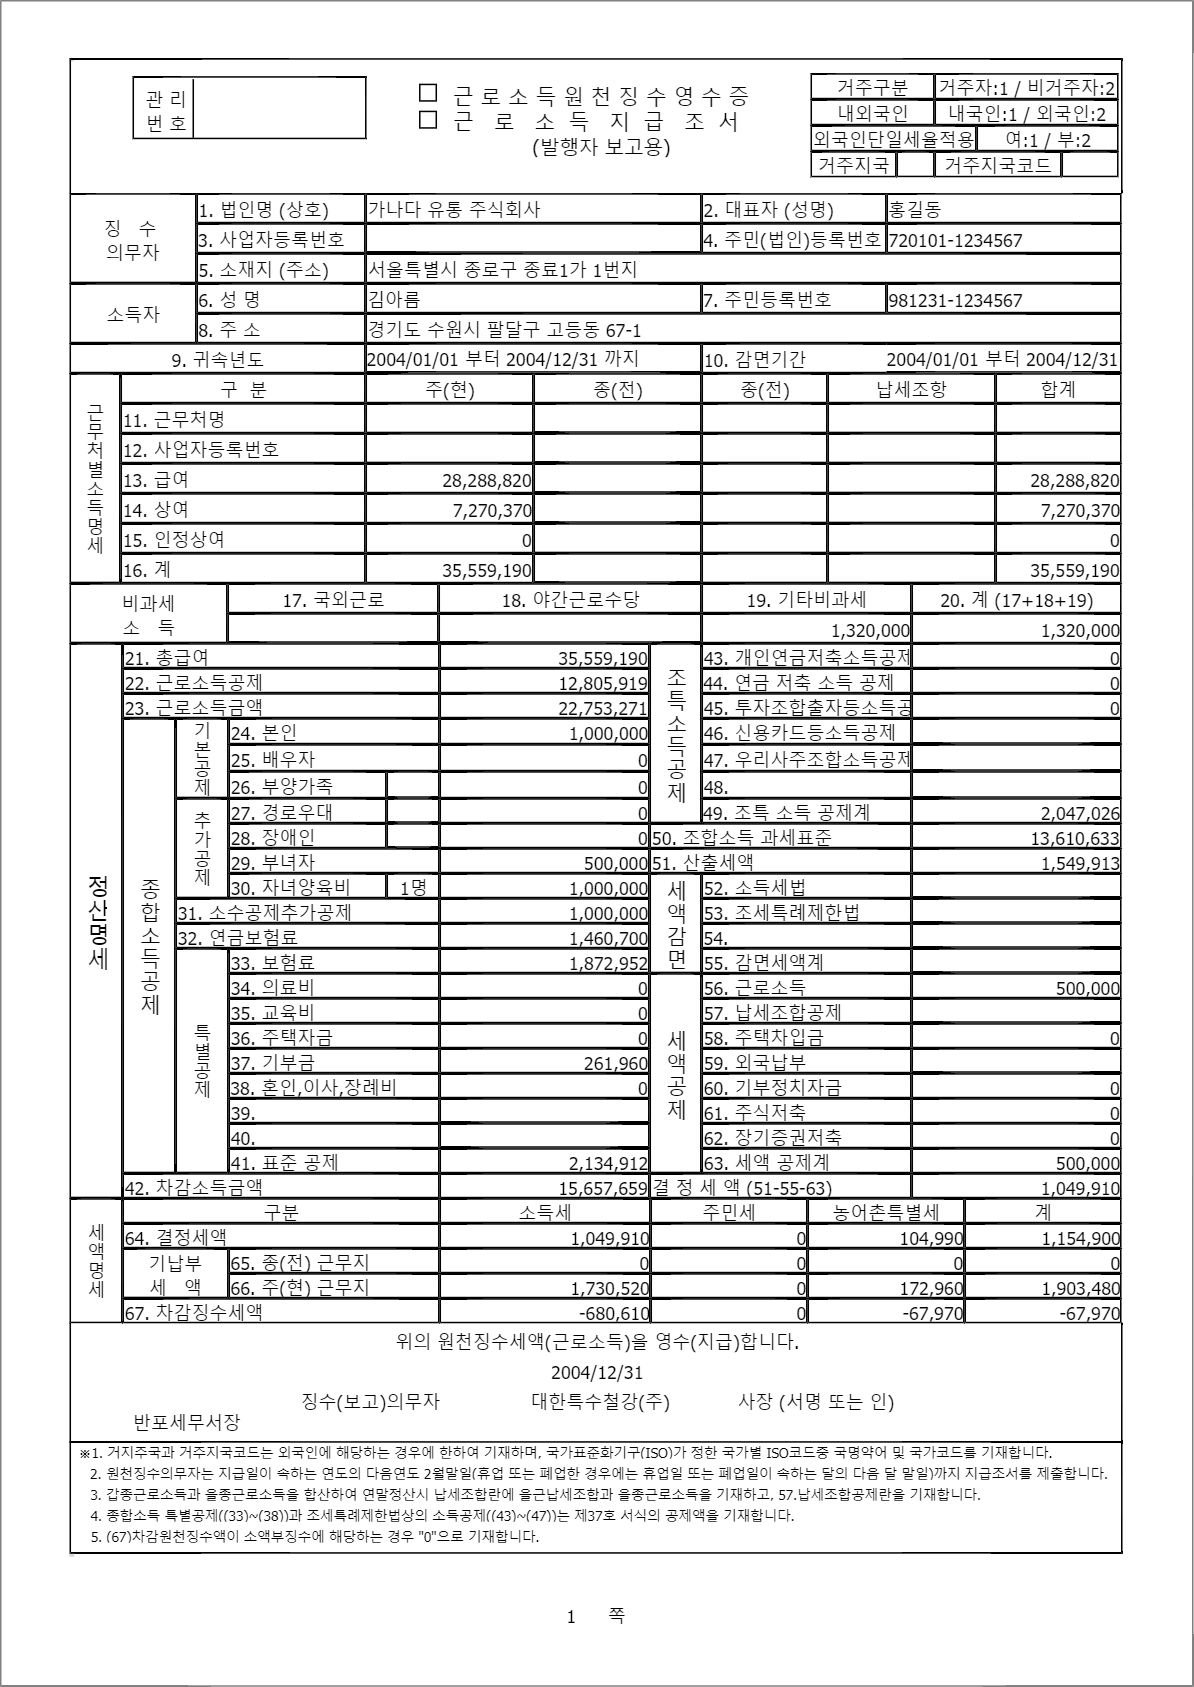 관 리
번 호
□ 근 로 소 득 원 천 징 수 영 수 증
□ 근 로 소 득 지 급 조 서
(발행자 보고용)
거주구분 거주자:1 / 비거주자:2
내외국인 내국인:1 / 외국인:2
외국인단일세율적용 여:1 / 부:2
거주지국 거주지국코드
징 수
의무자
1. 법인명 (상호) 가나다 유통 주식회사 2. 대표자 (성명) 홍길동
3. 사업자등록번호 4. 주민(법인)등록번호 720101-1234567
5. 소재지 (주소) 서울특별시 종로구 종료1가 1번지
소득자
6. 성 명 김아름 7. 주민등록번호 981231-1234567
8. 주 소 경기도 수원시 팔달구 고등동 67-1
9. 귀속년도 2004/01/01 부터 2004/12/31 까지 10. 감면기간 2004/01/01 부터 2004/12/31
근무처별소득명세
구 분 주(현) 종(전) 종(전) 납세조항 합계
11. 근무처명
12. 사업자등록번호
13. 급여 28,288,820 28,288,820
14. 상여 7,270,370 7,270,370
15. 인정상여 0 0
16. 계 35,559,190 35,559,190
비과세
소 득
17. 국외근로 18. 야간근로수당 19. 기타비과세 20. 계 (17+18+19)
1,320,000 1,320,000
정산명세
21. 총급여 35,559,190
22. 근로소득공제 12,805,919
23. 근로소득금액 22,753,271
종합소득공제
기본공제
24. 본인 1,000,000
25. 배우자 0
26. 부양가족 0
추가공제
27. 경로우대 0
28. 장애인 0
29. 부녀자 500,000
30. 자녀양육비 1명 1,000,000
31. 소수공제추가공제 1,000,000
32. 연금보험료 1,460,700
특별공제
33. 보험료 1,872,952
34. 의료비 0
35. 교육비 0
36. 주택자금 0
37. 기부금 261,960
38. 혼인,이사,장례비 0
39.
40.
41. 표준 공제 2,134,912
42. 차감소득금액 15,657,659
조특소득공제
43. 개인연금저축소득공제 0
44. 연금 저축 소득 공제 0
45. 투자조합출자등소득공 0
46. 신용카드등소득공제
47. 우리사주조합소득공제
48.
49. 조특 소득 공제계 2,047,026
50. 조합소득 과세표준 13,610,633
51. 산출세액 1,549,913
세액감면
52. 소득세법
53. 조세특례제한법
54.
55. 감면세액계
세액공제
56. 근로소득 500,000
57. 납세조합공제
58. 주택차입금 0
59. 외국납부
60. 기부정치자금 0
61. 주식저축 0
62. 장기증권저축 0
63. 세액 공제계 500,000
결 정 세 액 (51-55-63) 1,049,910
세액명세
구분 소득세 주민세 농어촌특별세 계
64. 결정세액 1,049,910 0 104,990 1,154,900
기납부
세 액
65. 종(전) 근무지 0 0 0 0
66. 주(현) 근무지 1,730,520 0 172,960 1,903,480
67. 차감징수세액 -680,610 0 -67,970 -67,970
위의 원천징수세액(근로소득)을 영수(지급)합니다.
2004/12/31
징수(보고)의무자 대한특수철강(주) 사장 (서명 또는 인)
반포세무서장
※1. 거지주국과 거주지국코드는 외국인에 해당하는 경우에 한하여 기재하며, 국가표준화기구(ISO)가 정한 국가별 ISO코드중 국명약어 및 국가코드를 기재합니다.
2. 원천징수의무자는 지급일이 속하는 연도의 다음연도 2월말일(휴업 또는 폐업한 경우에는 휴업일 또는 폐업일이 속하는 달의 다음 달 말일)까지 지급조서를 제출합니다.
3. 갑종근로소득과 을종근로소득을 합산하여 연말정산시 납세조합란에 을근납세조합과 을종근로소득을 기재하고, 57.납세조합공제란을 기재합니다.
4. 종합소득 특별공제((33)~(38))과 조세특례제한법상의 소득공제((43)~(47))는 제37호 서식의 공제액을 기재합니다.
5. (67)차감원천징수액이 소액부징수에 해당하는 경우 "0"으로 기재합니다.
1 쪽